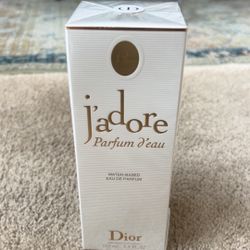 j'adore
Parfum d'eau
WATER-BASED
EAU DE PARFUM
Dior